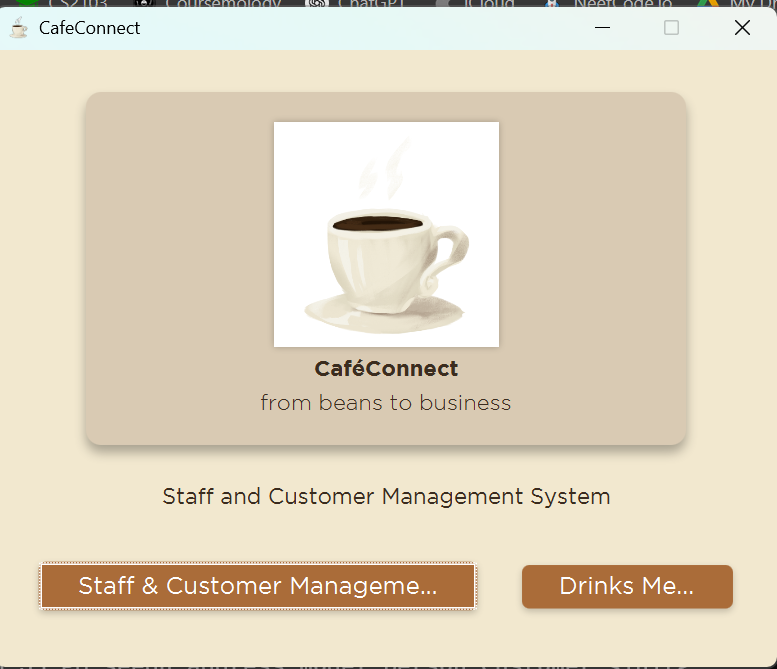 CS2103 Coursemology ChatGPT iCloud NeetCode.io My Dr
CafeConnect
CaféConnect
from beans to business
Staff and Customer Management System
Staff & Customer Manageme...
Drinks Me...